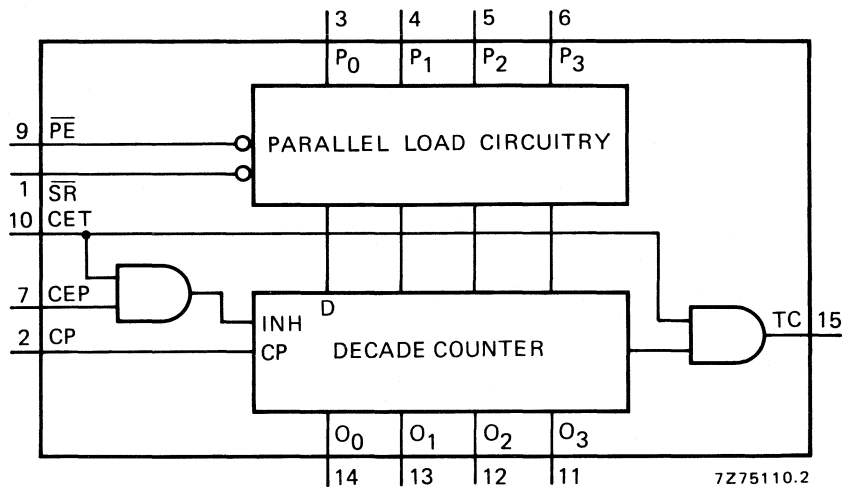 3 4 5 6
P0 P1 P2 P3
9 PE
PARALLEL LOAD CIRCUITRY
1 SR
10 CET
7 CEP
D
INH
TC 15
2 CP
CP
DECADE COUNTER
O0 O1 O2 O3
14 13 12 11
7Z75110.2